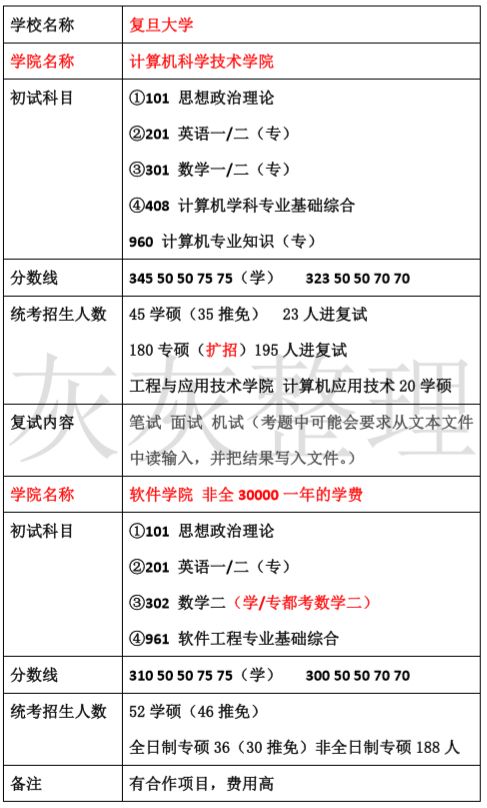 学校名称 复旦大学
学院名称 计算机科学技术学院
初试科目 ①101 思想政治理论
②201 英语一/二（专）
③301 数学一/二（专）
④408 计算机学科专业基础综合
960 计算机专业知识（专）
分数线 345 50 50 75 75（学） 323 50 50 70 70
统考招生人数 45 学硕（35 推免） 23 人进复试
180 专硕（扩招）195 人进复试
工程与应用技术学院 计算机应用技术 20 学硕
复试内容 笔试 面试 机试（考题中可能会要求从文本文件
中读输入，并把结果写入文件。）
学院名称 软件学院 非全 30000 一年的学费
初试科目 ①101 思想政治理论
②201 英语一/二（专）
③302 数学二（学/专都考数学二）
④961 软件工程专业基础综合
分数线 310 50 50 75 75（学） 300 50 50 70 70
统考招生人数 52 学硕（46 推免）
全日制专硕 36（30 推免）非全日制专硕 188 人
备注 有合作项目，费用高
灰灰整理